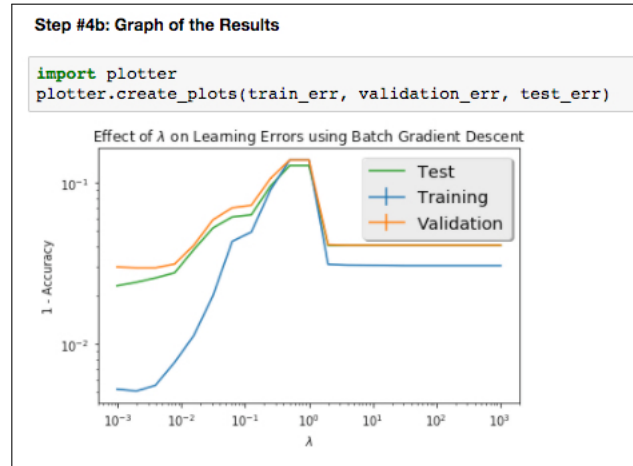 Step #4b: Graph of the Results
import plotter
plotter.create_plots(train_err, validation_err, test_err)
Effect of λ on Learning Errors using Batch Gradient Descent
Test
Training
Validation
10⁻¹
10⁻²
1 - Accuracy
10⁻³ 10⁻² 10⁻¹ 10⁰ 10¹ 10² 10³
λ